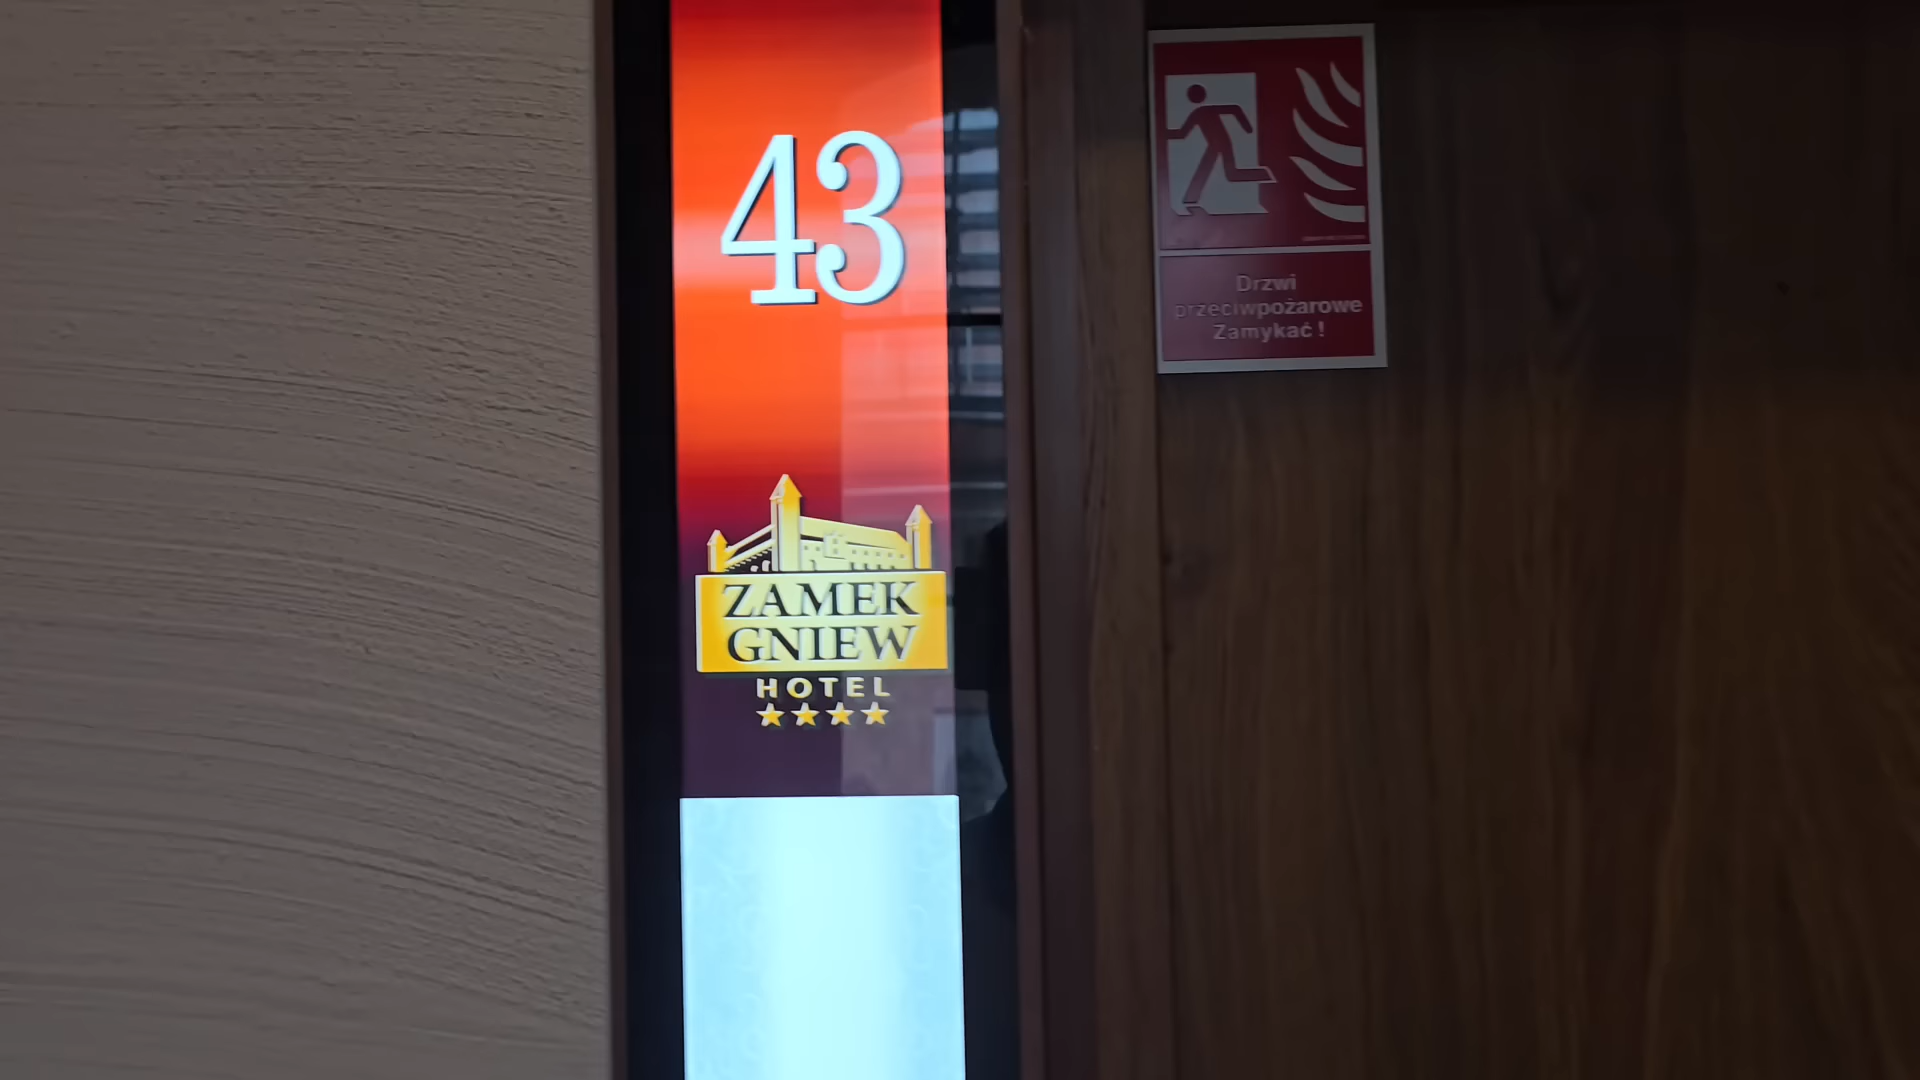 43
ZAMEK
GNIEW
HOTEL
Drzwi
przeciwpożarowe
Zamykać !